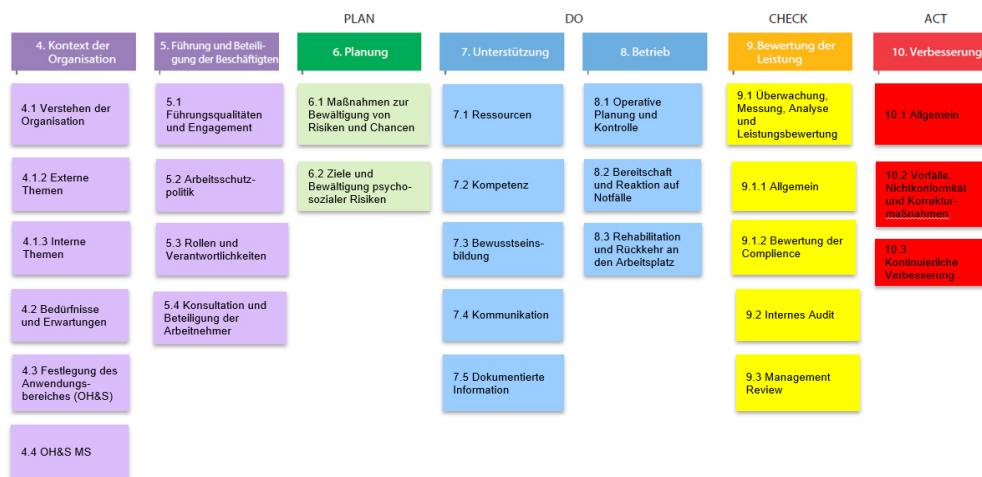 PLAN
DO
CHECK
ACT
4. Kontext der
Organisation
5. Führung und Beteili-
gung der Beschäftigten
6. Planung
7. Unterstützung
8. Betrieb
9.Bewertung der
Leistung
10. Verbesserung
4.1 Verstehen der
Organisation
4.1.2 Externe
Themen
4.1.3 Interne
Themen
4.2 Bedürfnisse
und Erwartungen
4.3 Festlegung des
Anwendungs-
bereiches (OH&S)
4.4 OH&S MS
5.1
Führungsqualitäten
und Engagement
5.2 Arbeitsschutz-
politik
5.3 Rollen und
Verantwortlichkeiten
5.4 Konsultation und
Beteiligung der
Arbeitnehmer
6.1 Maßnahmen zur
Bewältigung von
Risiken und Chancen
6.2 Ziele und
Bewältigung psycho-
sozialer Risiken
7.1 Ressourcen
7.2 Kompetenz
7.3 Bewusstseins-
bildung
7.4 Kommunikation
7.5 Dokumentierte
Information
8.1 Operative
Planung und
Kontrolle
8.2 Bereitschaft
und Reaktion auf
Notfälle
8.3 Rehabilitation
und Rückkehr an
den Arbeitsplatz
9.1 Überwachung,
Messung, Analyse
und
Leistungsbewertung
9.1.1 Allgemein
9.1.2 Bewertung der
Complience
9.2 Internes Audit
9.3 Management
Review
10.1 Allgemein
10.2 Vorfälle,
Nichtkonformität
und Korrektur-
maßnahmen
10.3
Kontinuierliche
Verbesserung